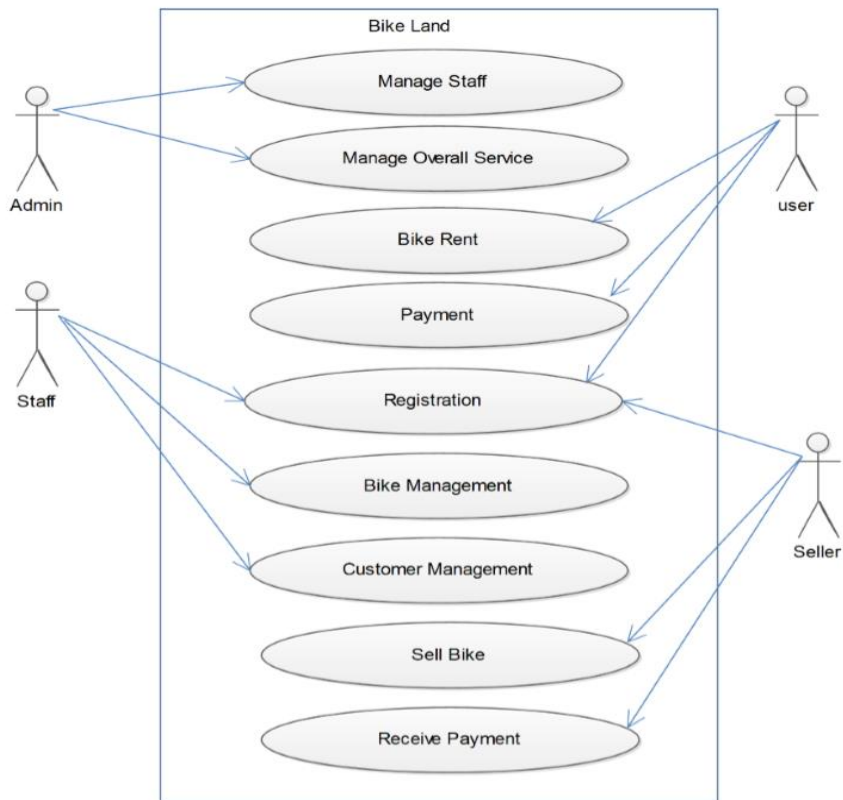 Bike Land
Manage Staff
Admin
Manage Overall Service
user
Bike Rent
Payment
Staff
Registration
Bike Management
Seller
Customer Management
Sell Bike
Receive Payment